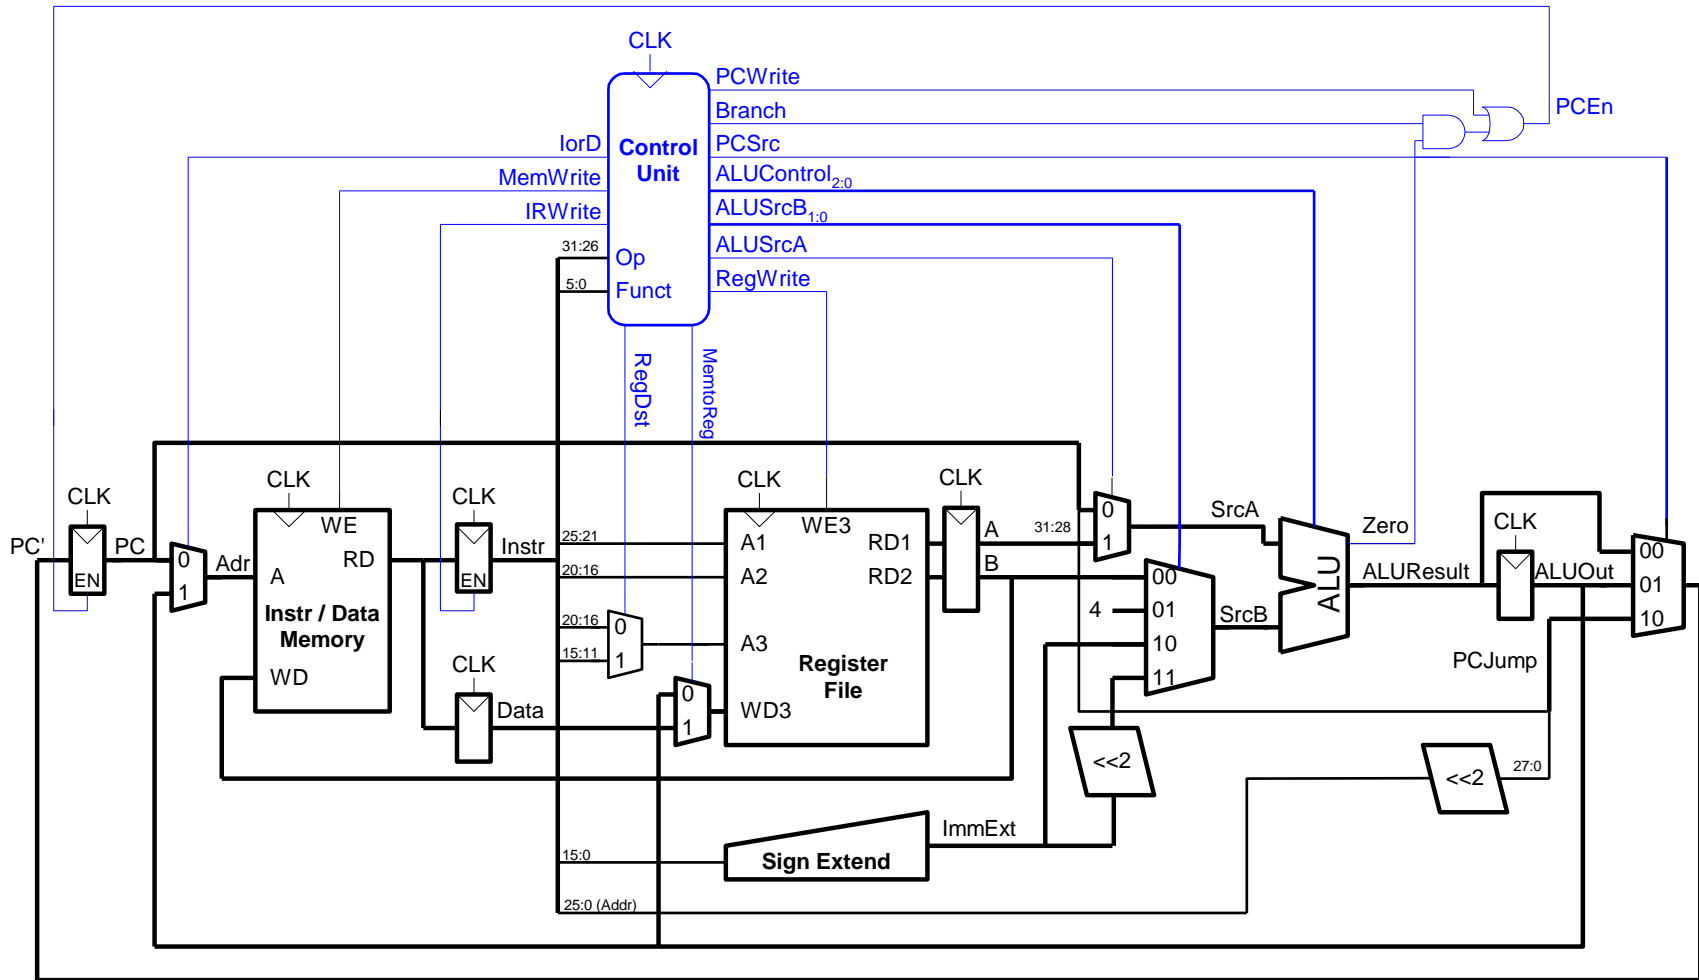 CLK
PCWrite
Branch
PCEn
IorD
Control
Unit
PCSrc
MemWrite
ALUControl2:0
IRWrite
ALUSrcB1:0
31:26
Op
ALUSrcA
5:0
Funct
RegWrite
RegDst
MemtoReg
CLK
CLK
CLK
CLK
CLK
CLK
PC'
PC
EN
0
1
Adr
WE
A
RD
Instr / Data
Memory
WD
EN
Instr
CLK
Data
25:21
20:16
20:16
15:11
0
1
0
1
A1
A2
A3
WD3
WE3
RD1
RD2
Register
File
A
B
31:28
0
1
SrcA
00
01
10
11
4
SrcB
ALU
Zero
ALUResult
ALUOut
00
01
10
PCJump
<<2
<<2
27:0
ImmExt
15:0
Sign Extend
25:0 (Addr)